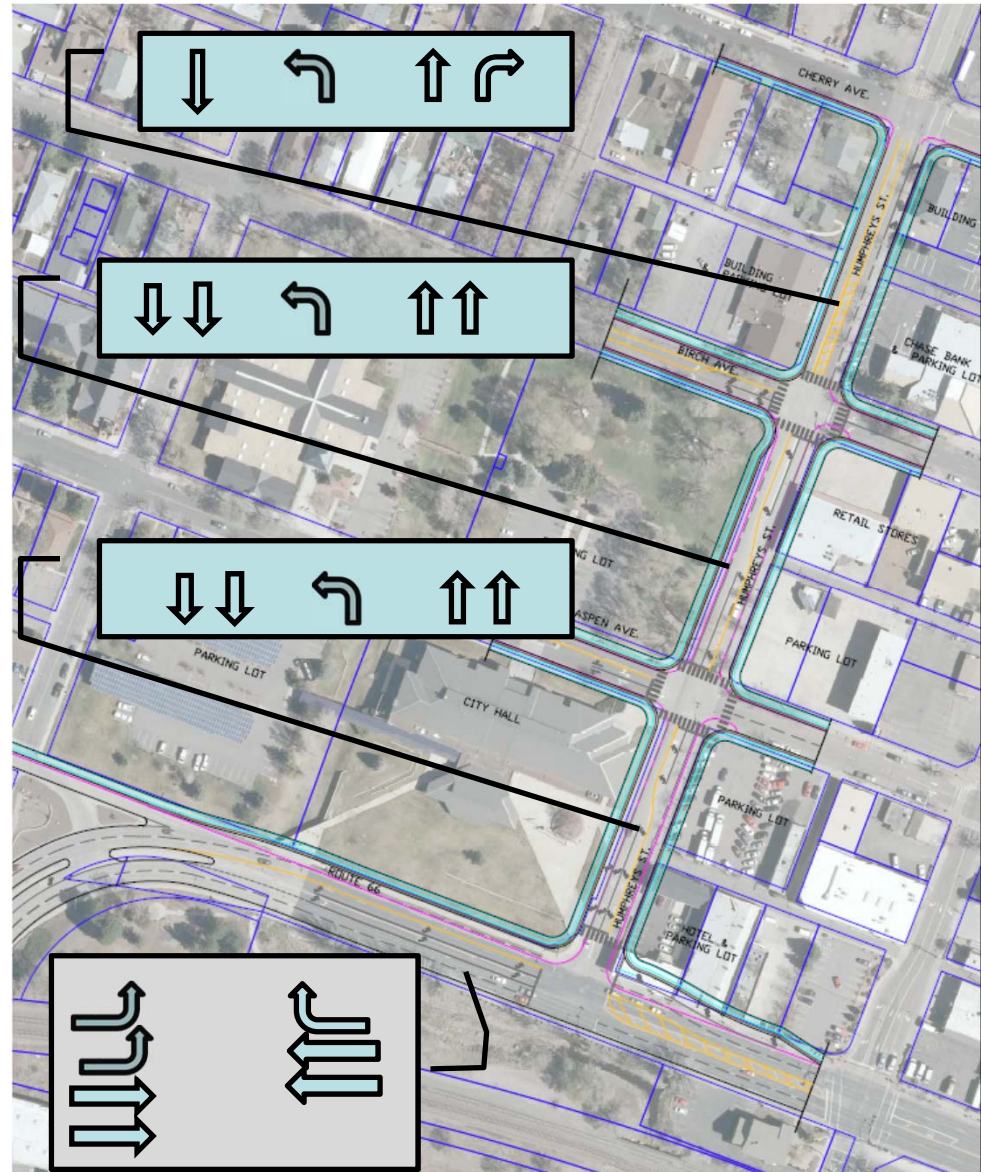 CHERRY AVE.
HUMPHREYS ST.
BUILDING
BUILDING
& PARKING LOT
CHASE BANK
& PARKING LOT
BIRCH AVE.
RETAIL STORES
HUMPHREYS ST.
LOT
ASPEN AVE.
PARKING LOT
PARKING LOT
CITY HALL
PARKING LOT
ROUTE 66
HUMPHREYS ST.
HOTEL &
PARKING LOT